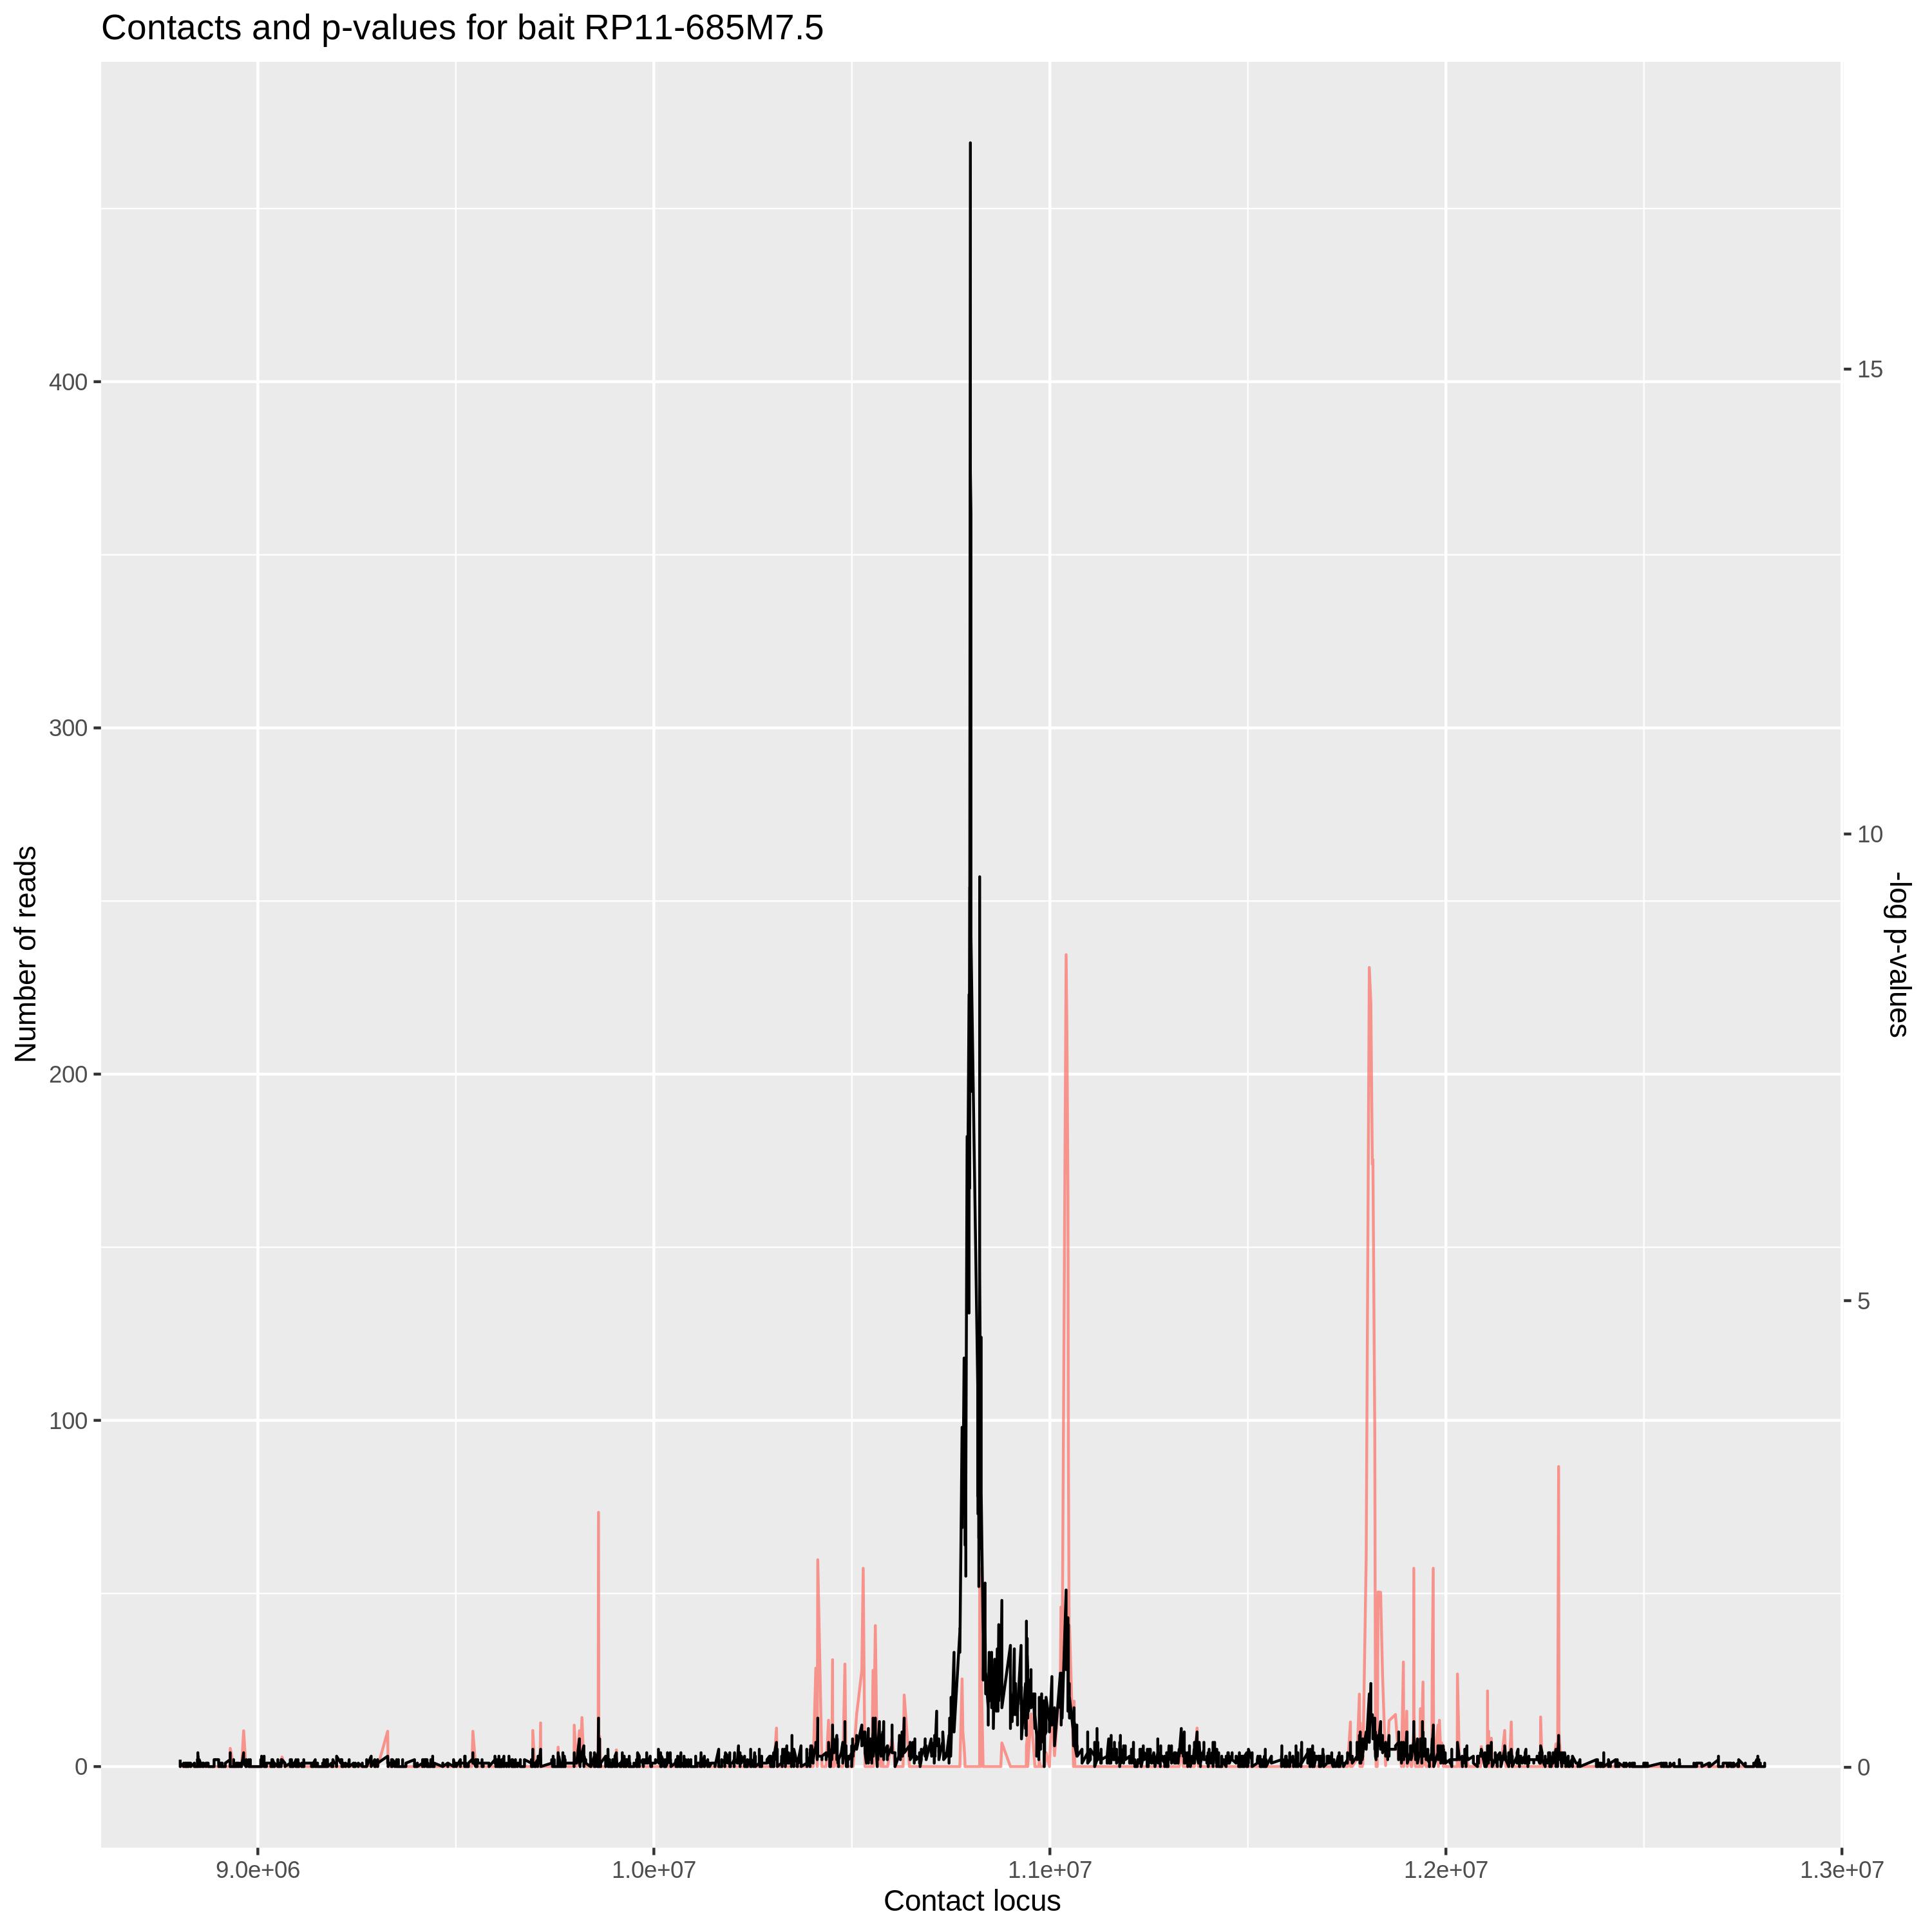 Contacts and p-values for bait RP11-685M7.5
Number of reads
400
300
200
100
0
15
10
5
0
-log p-values
9.0e+06 1.0e+07 1.1e+07 1.2e+07 1.3e+07
Contact locus